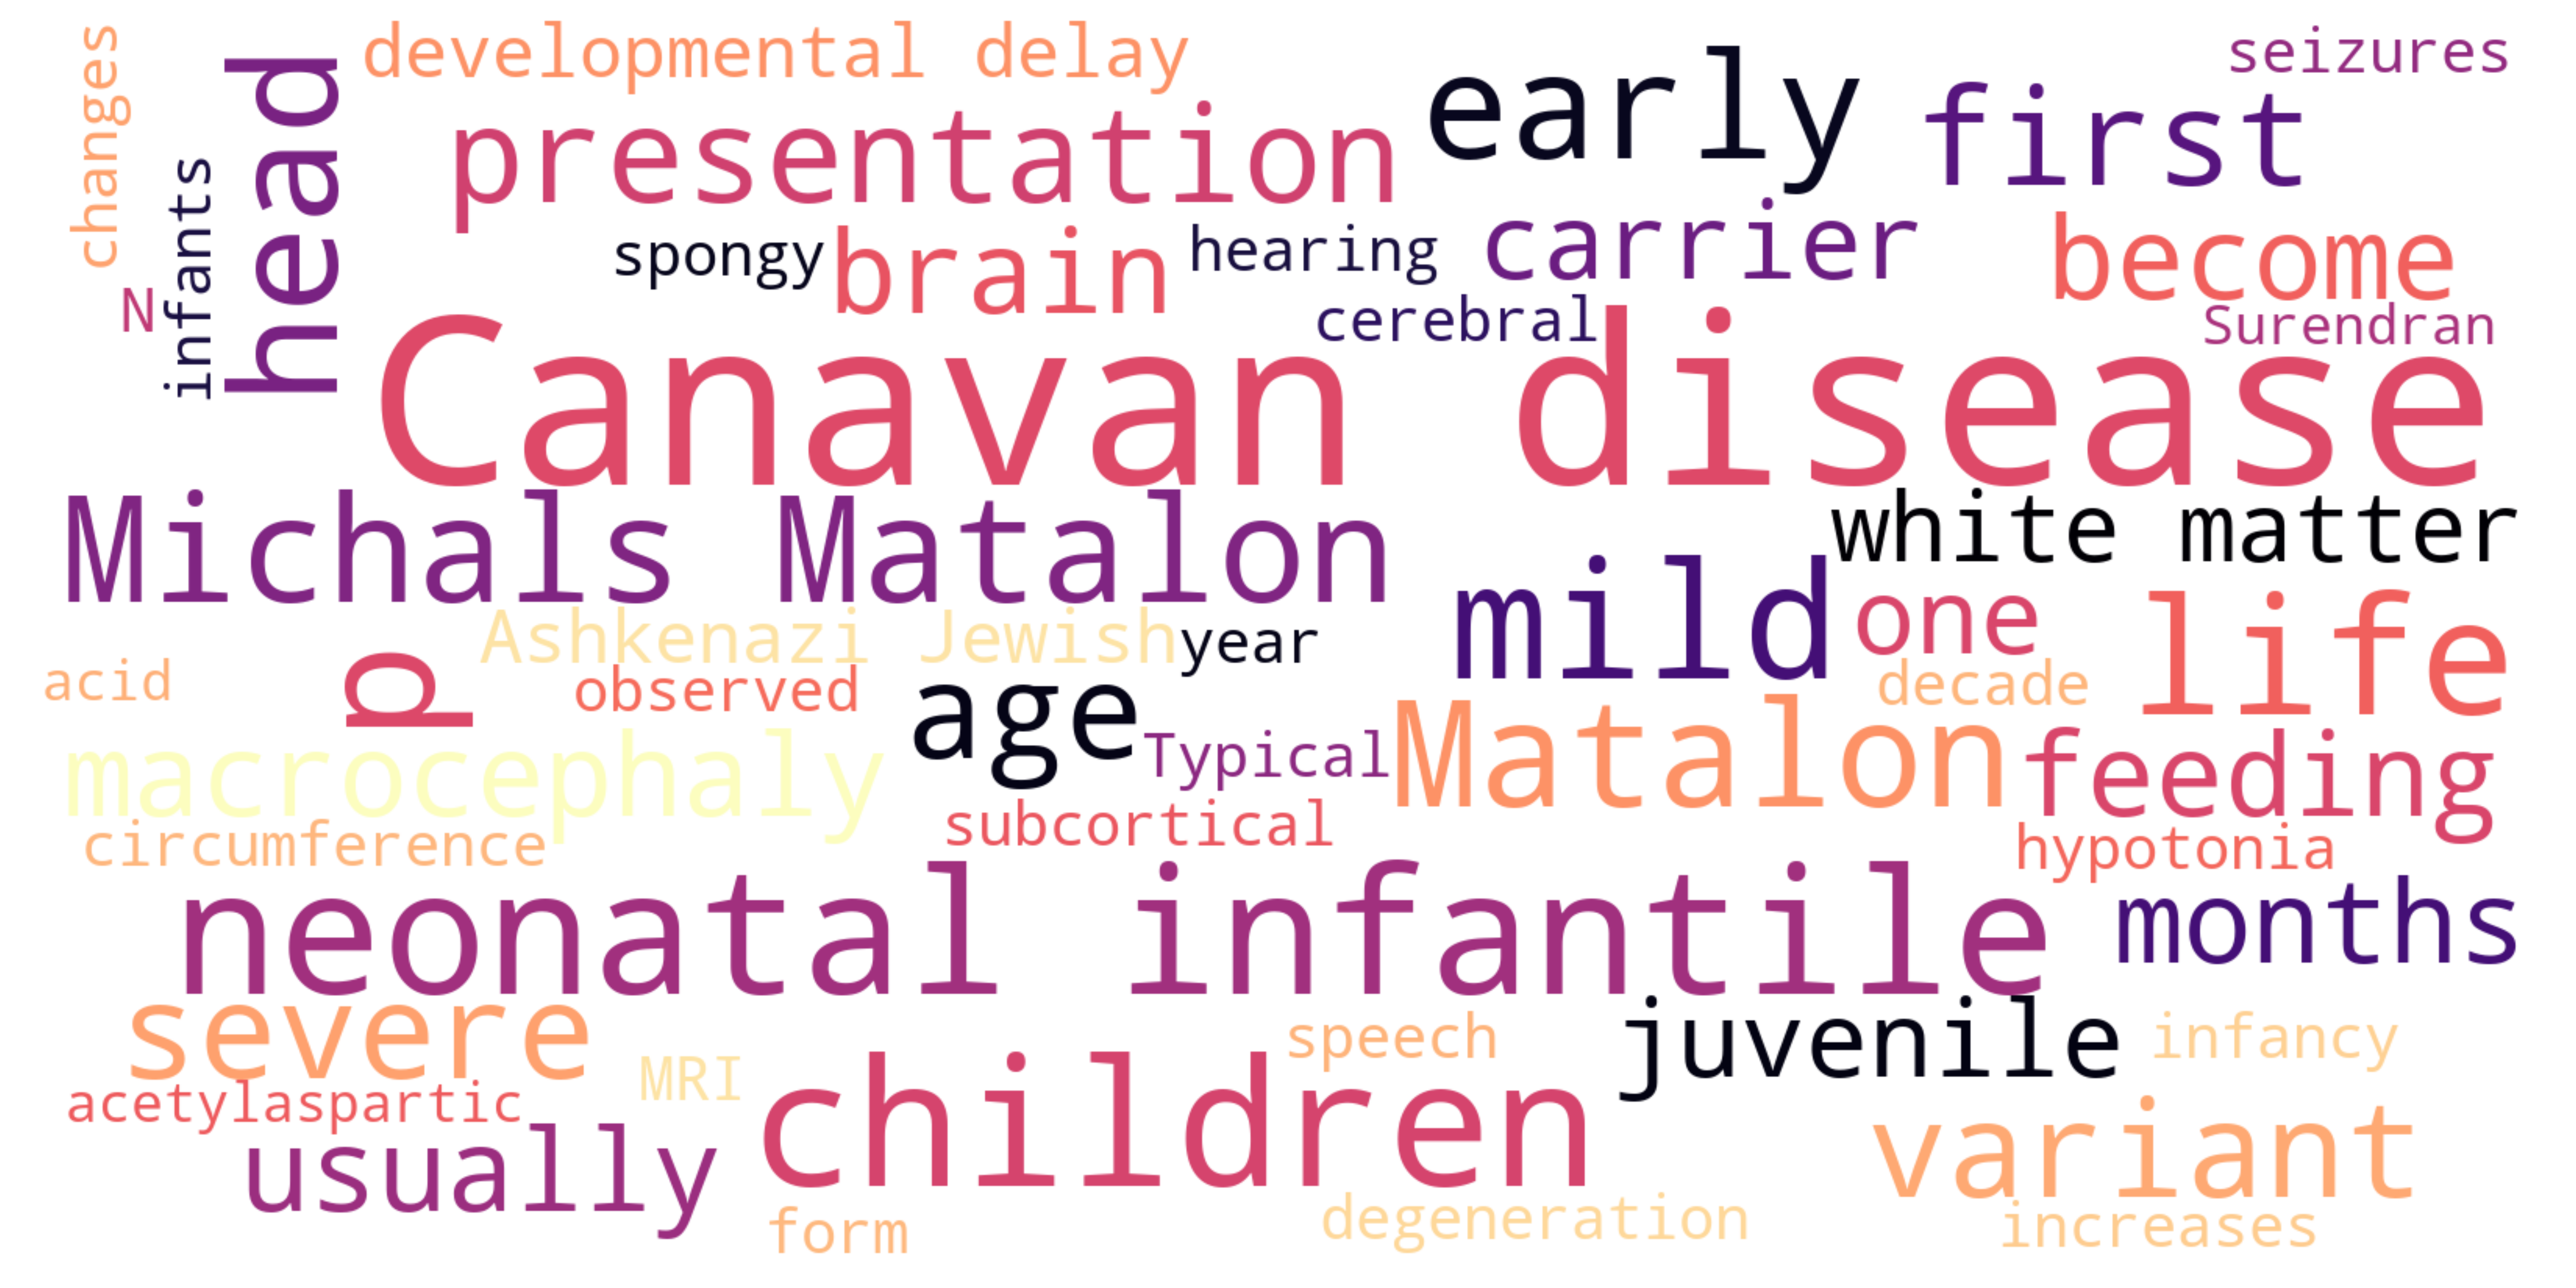 changes
developmental delay
early
seizures
first
head
presentation
infants
carrier
spongy
brain
hearing
become
N
cerebral
Surendran
Canavan disease
Michals Matalon
white matter
mild
one
life
Ashkenazi Jewish
year
acid
p
observed
age
decade
Matalon
Typical
feeding
macrocephaly
subcortical
circumference
hypotonia
neonatal infantile
months
severe
speech
juvenile
infancy
MRI
children
acetylaspartic
usually
variant
form
degeneration
increases